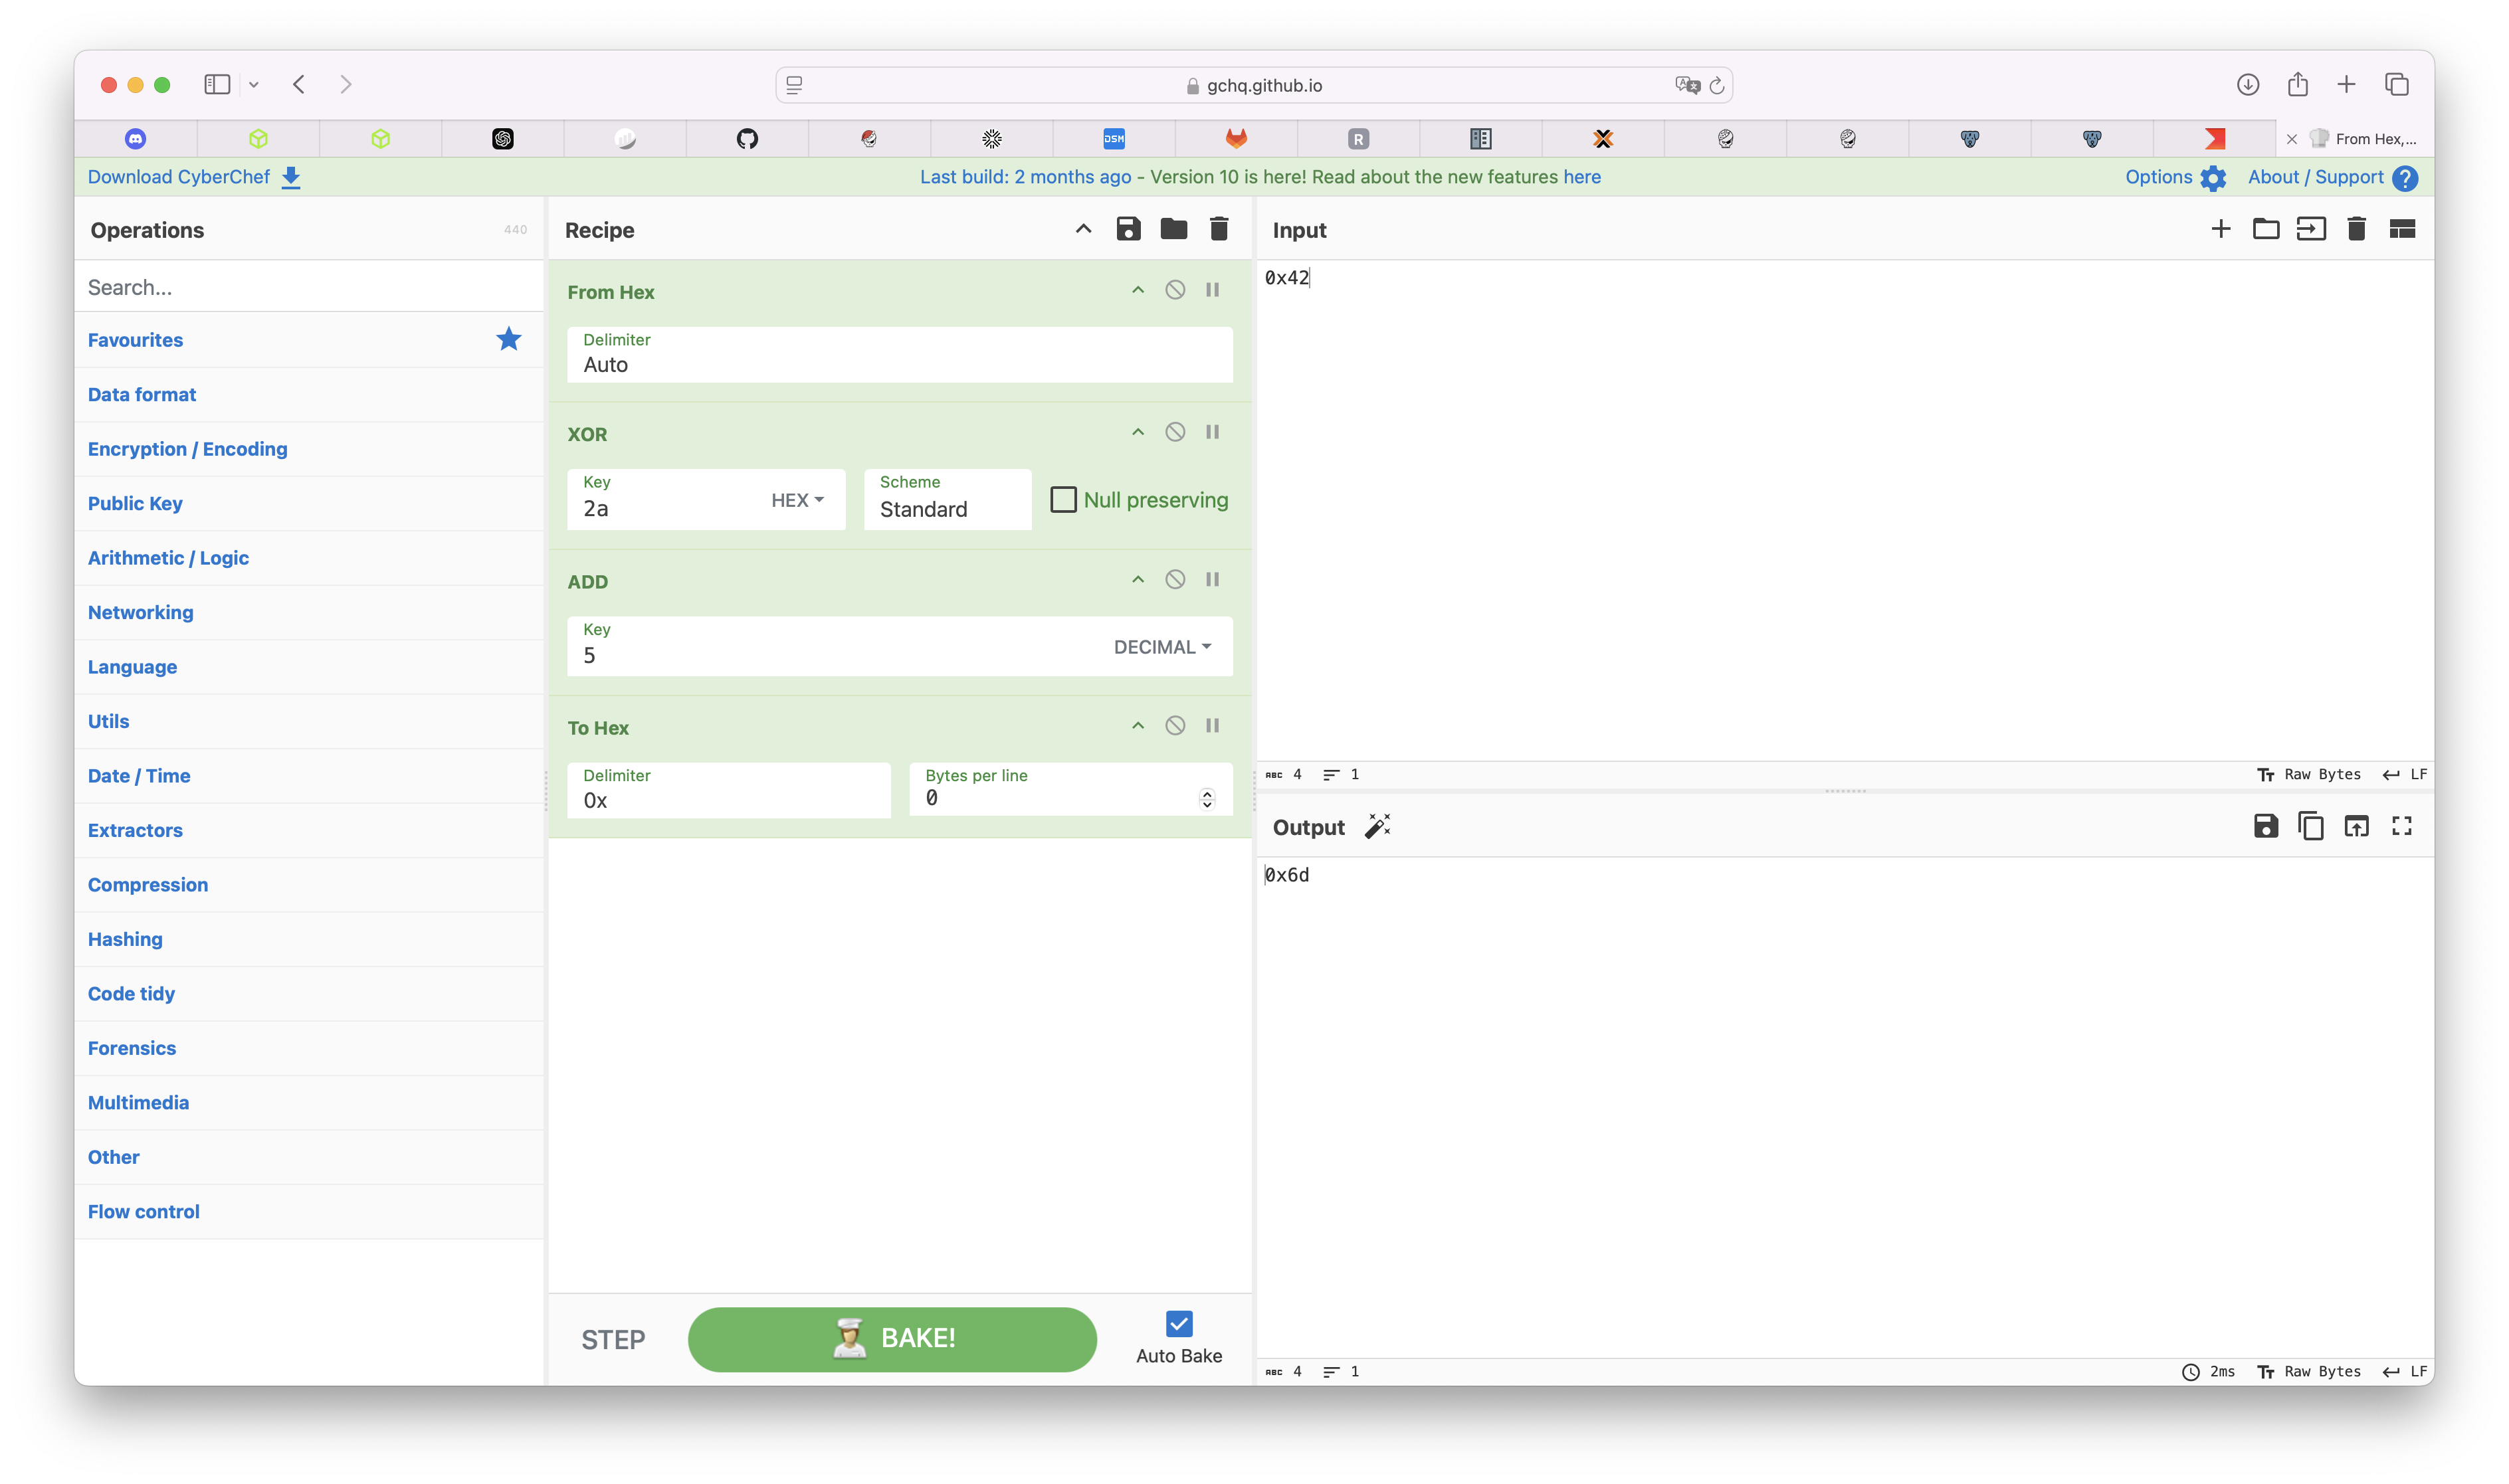 gchq.github.io
DSM
R
From Hex,...
Download CyberChef
Last build: 2 months ago - Version 10 is here! Read about the new features here
Options
About / Support
Operations
440
Search...
Favourites
Data format
Encryption / Encoding
Public Key
Arithmetic / Logic
Networking
Language
Utils
Date / Time
Extractors
Compression
Hashing
Code tidy
Forensics
Multimedia
Other
Flow control
Recipe
From Hex
Delimiter
Auto
XOR
Key
2a
HEX
Scheme
Standard
Null preserving
ADD
Key
5
DECIMAL
To Hex
Delimiter
0x
Bytes per line
0
STEP
BAKE!
Auto Bake
Input
0x42
ABC 4 1
Tт Raw Bytes LF
Output
0x6d
ABC 4 1
2ms Tт Raw Bytes LF